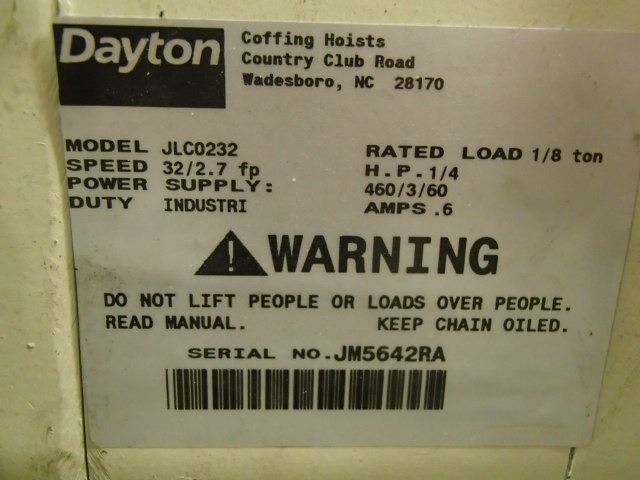 Dayton
Coffing Hoists
Country Club Road
Wadesboro, NC 28170
MODEL JLC0232 RATED LOAD 1/8 ton
SPEED 32/2.7 fp H.P. 1/4
POWER SUPPLY: 460/3/60
DUTY INDUSTRI AMPS .6
WARNING
DO NOT LIFT PEOPLE OR LOADS OVER PEOPLE.
READ MANUAL. KEEP CHAIN OILED.
SERIAL NO. JM5642RA